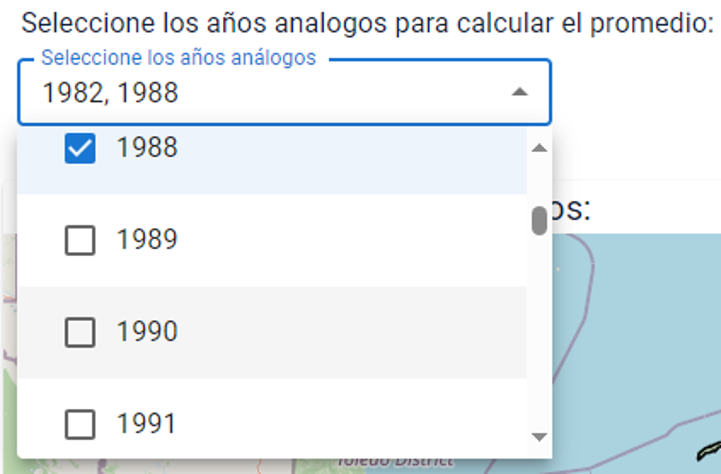 Seleccione los años analogos para calcular el promedio:
Seleccione los años análogos
1982, 1988
1988
os:
1989
1990
1991
Toledo District